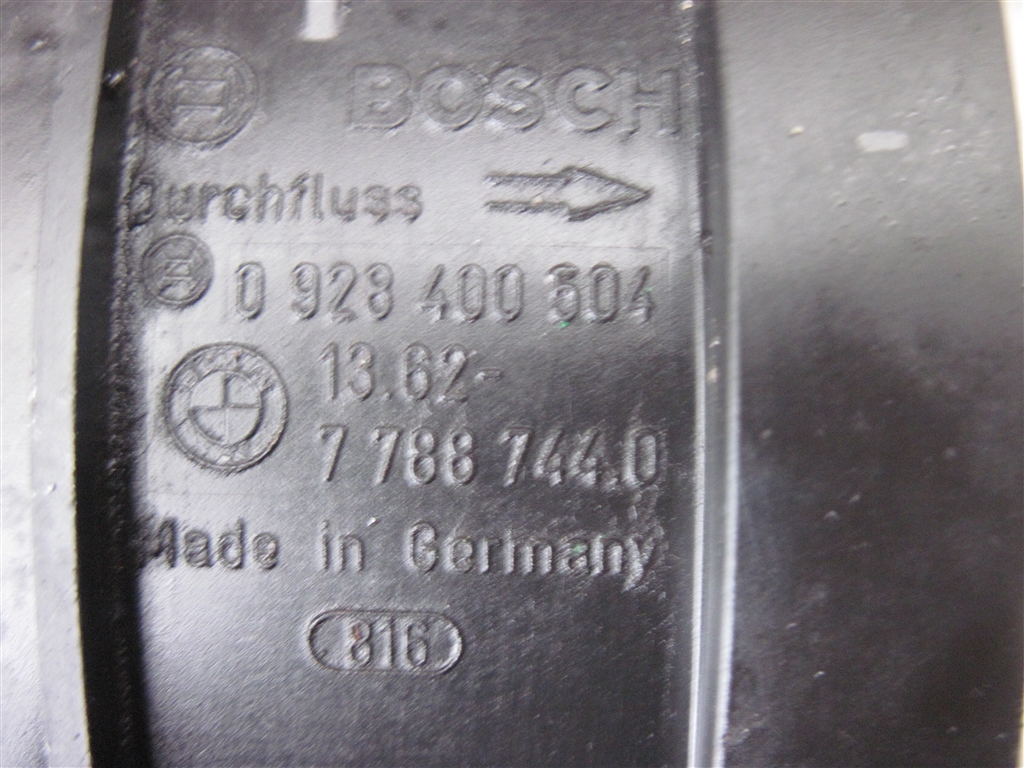 BOSCH
Durchfluss
0 928 400 504
13.62-
7 788 744.0
Made in Germany
816